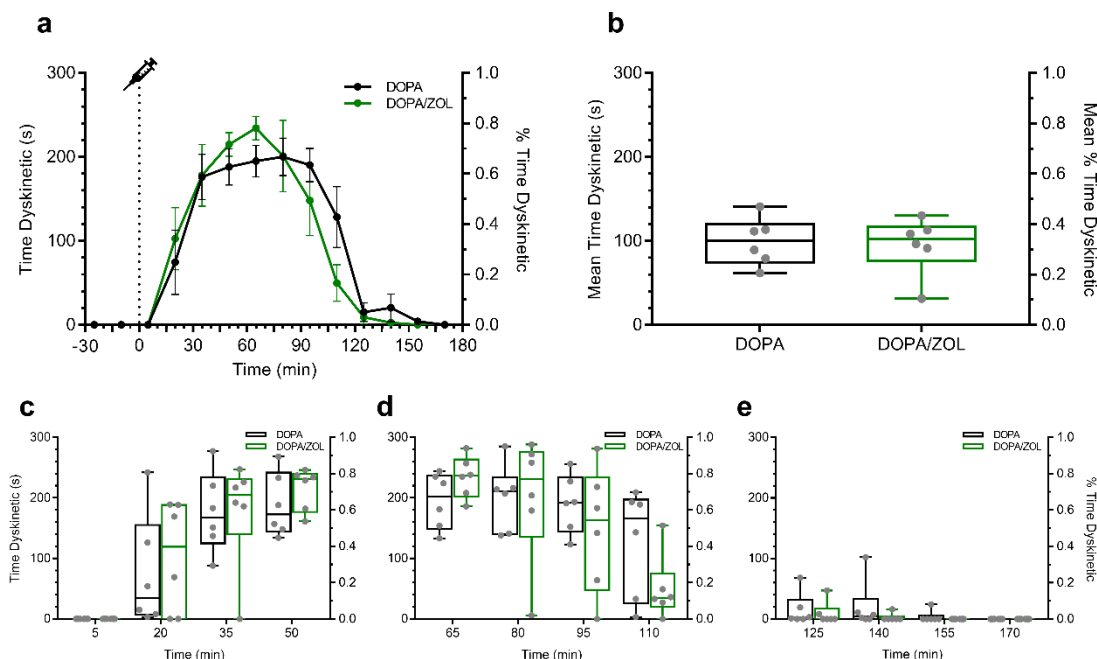 a
300
200
100
0
Time Dyskinetic (s)
1.0
0.8
0.6
0.4
0.2
0.0
% Time Dyskinetic
DOPA
DOPA/ZOL
-30 0 30 60 90 120 150 180
Time (min)
b
300
200
100
0
Mean Time Dyskinetic (s)
1.0
0.8
0.6
0.4
0.2
0.0
Mean % Time Dyskinetic
DOPA DOPA/ZOL
c
DOPA
DOPA/ZOL
300
200
100
0
Time Dyskinetic (s)
1.0
0.8
0.6
0.4
0.2
0.0
5 20 35 50
Time (min)
d
DOPA
DOPA/ZOL
300
200
100
0
1.0
0.8
0.6
0.4
0.2
0.0
65 80 95 110
Time (min)
e
DOPA
DOPA/ZOL
300
200
100
0
1.0
0.8
0.6
0.4
0.2
0.0
% Time Dyskinetic
125 140 155 170
Time (min)